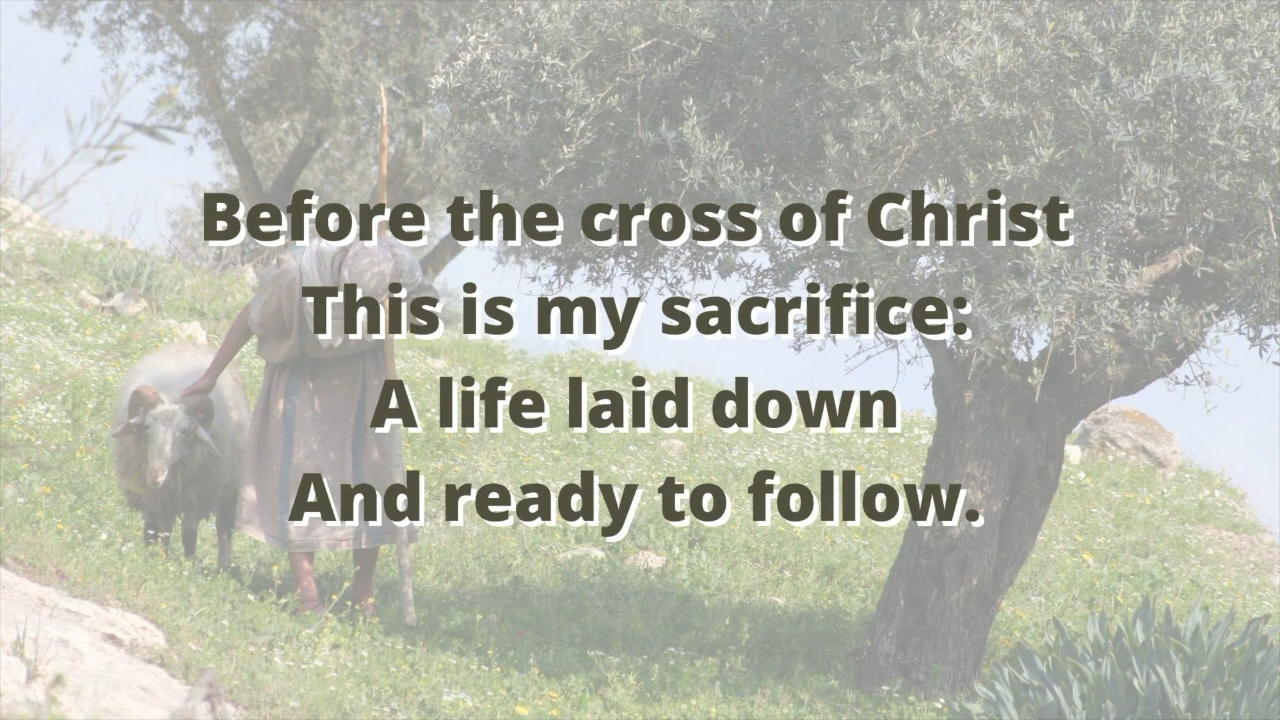 Before the cross of Christ
This is my sacrifice:
A life laid down
And ready to follow.